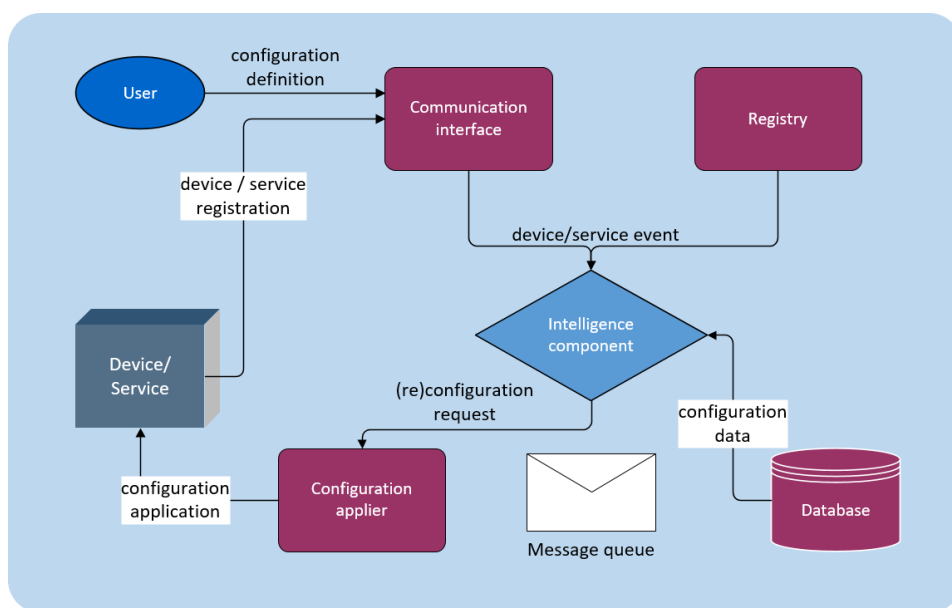 configuration
definition
User
Communication
interface
Registry
device / service
registration
device/service event
Intelligence
component
Device/
Service
(re)configuration
request
configuration
data
configuration
application
Configuration
applier
Database
Message queue